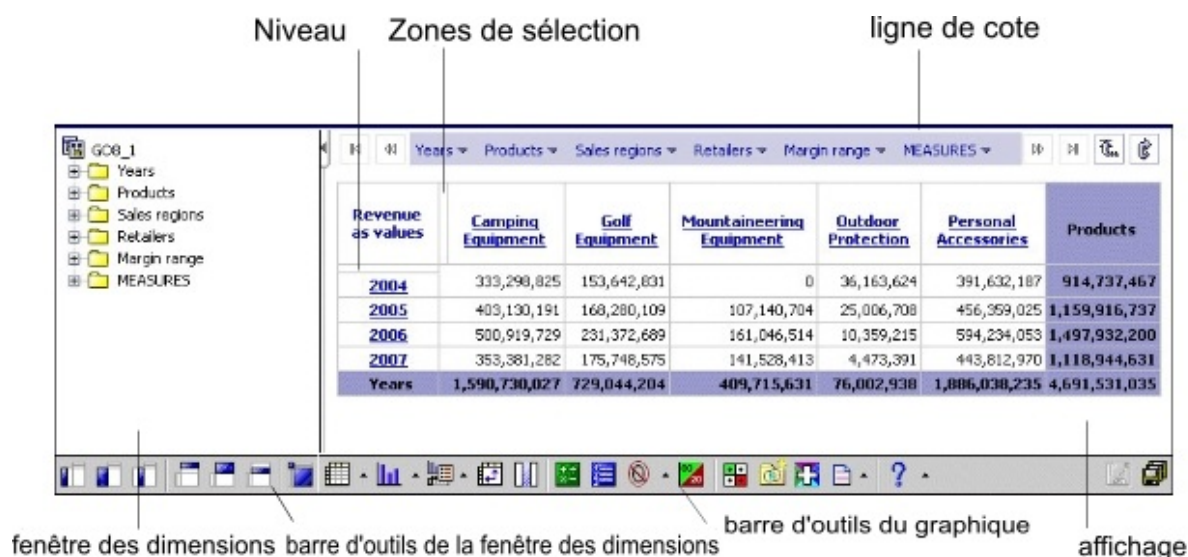 Niveau Zones de sélection ligne de cote
GO8_1
Years
Products
Sales regions
Retailers
Margin range
MEASURES
Years Products Sales regions Retailers Margin range MEASURES
Revenue as values Camping Equipment Golf Equipment Mountaineering Equipment Outdoor Protection Personal Accessories Products
2004 333,298,825 153,642,831 0 36,163,624 391,632,187 914,737,467
2005 403,130,191 168,280,109 107,140,704 25,006,708 456,359,025 1,159,916,737
2006 500,919,729 231,372,689 161,046,514 10,359,215 594,234,053 1,497,932,200
2007 353,381,282 175,748,575 141,528,413 4,473,391 443,812,970 1,118,944,631
Years 1,590,730,027 729,044,204 409,715,631 76,002,938 1,886,038,235 4,691,531,035
fenêtre des dimensions barre d'outils de la fenêtre des dimensions barre d'outils du graphique affichage